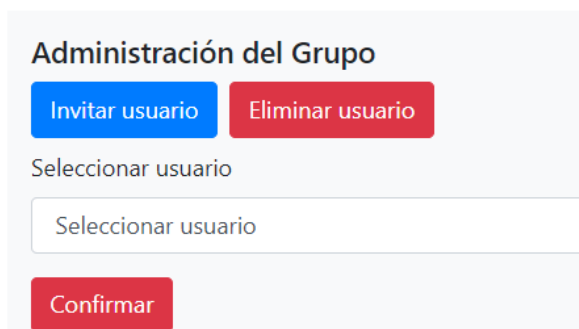 Administración del Grupo
Invitar usuario Eliminar usuario
Seleccionar usuario
Seleccionar usuario
Confirmar